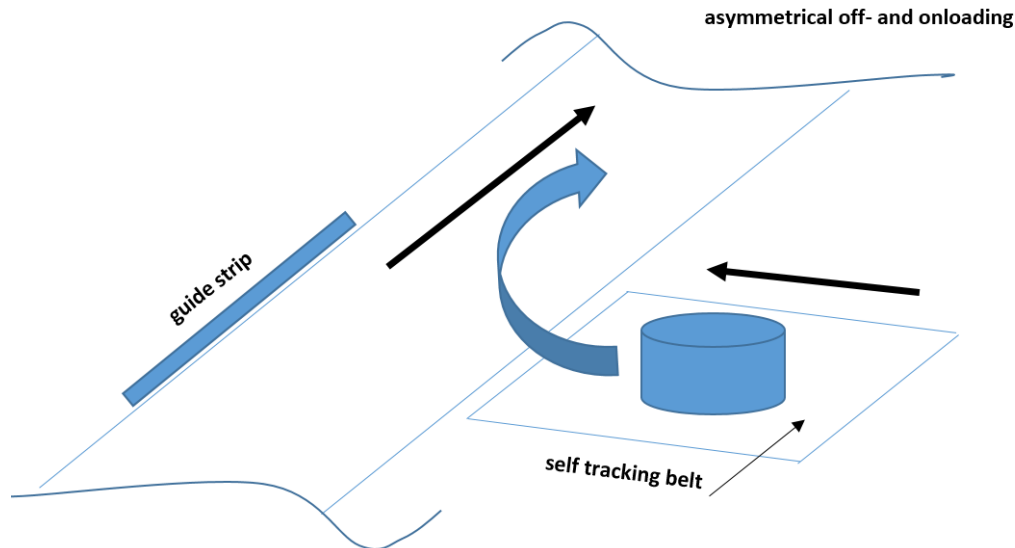 asymmetrical off- and onloading
guide strip
self tracking belt